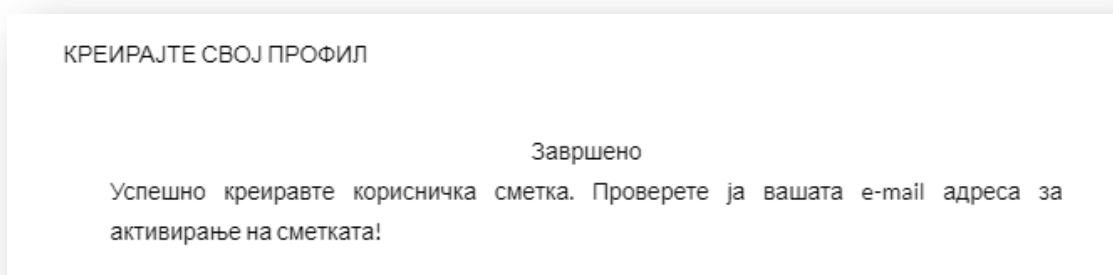 КРЕИРАЈТЕ СВОЈ ПРОФИЛ
Завршено
Успешно креиравте корисничка сметка. Проверете ја вашата e-mail адреса за
активирање на сметката!